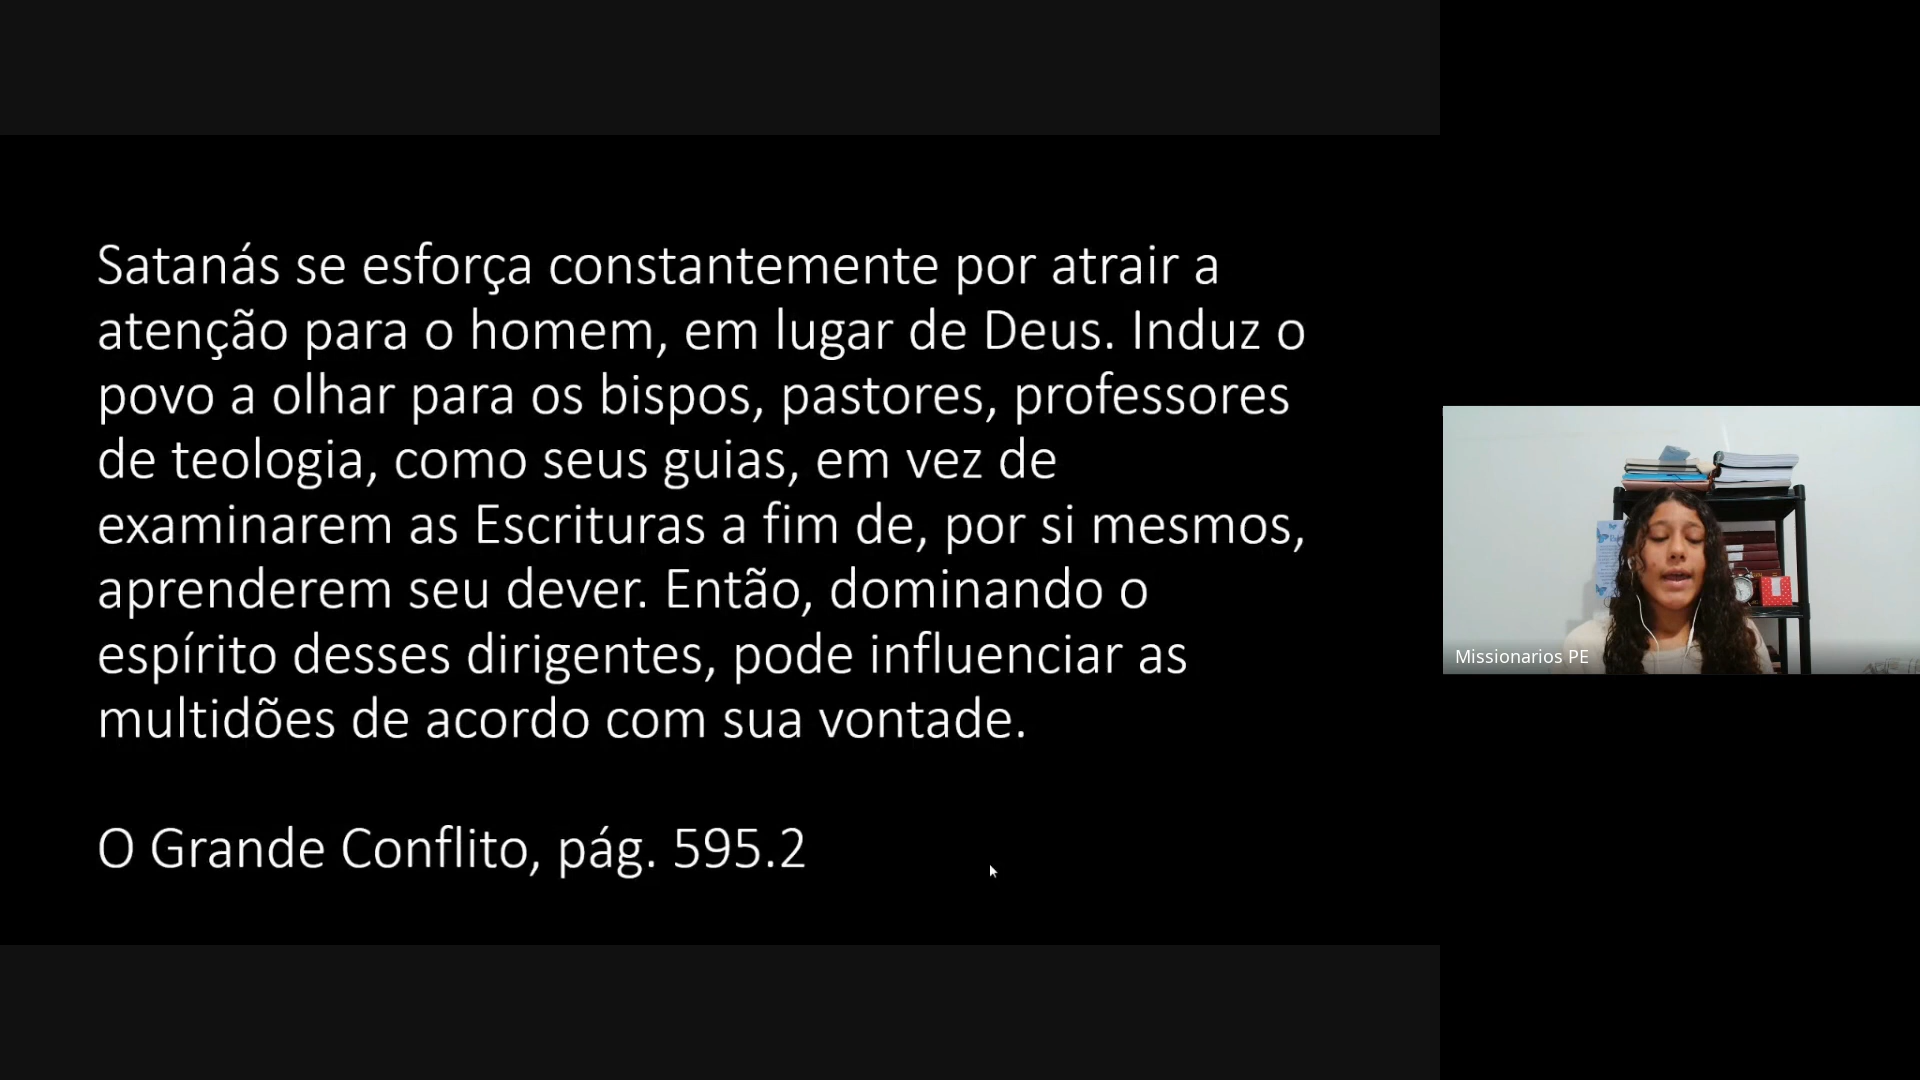 Satanás se esforça constantemente por atrair a
atenção para o homem, em lugar de Deus. Induz o
povo a olhar para os bispos, pastores, professores
de teologia, como seus guias, em vez de
examinarem as Escrituras a fim de, por si mesmos,
aprenderem seu dever. Então, dominando o
espírito desses dirigentes, pode influenciar as
multidões de acordo com sua vontade.
O Grande Conflito, pág. 595.2
Missionarios PE